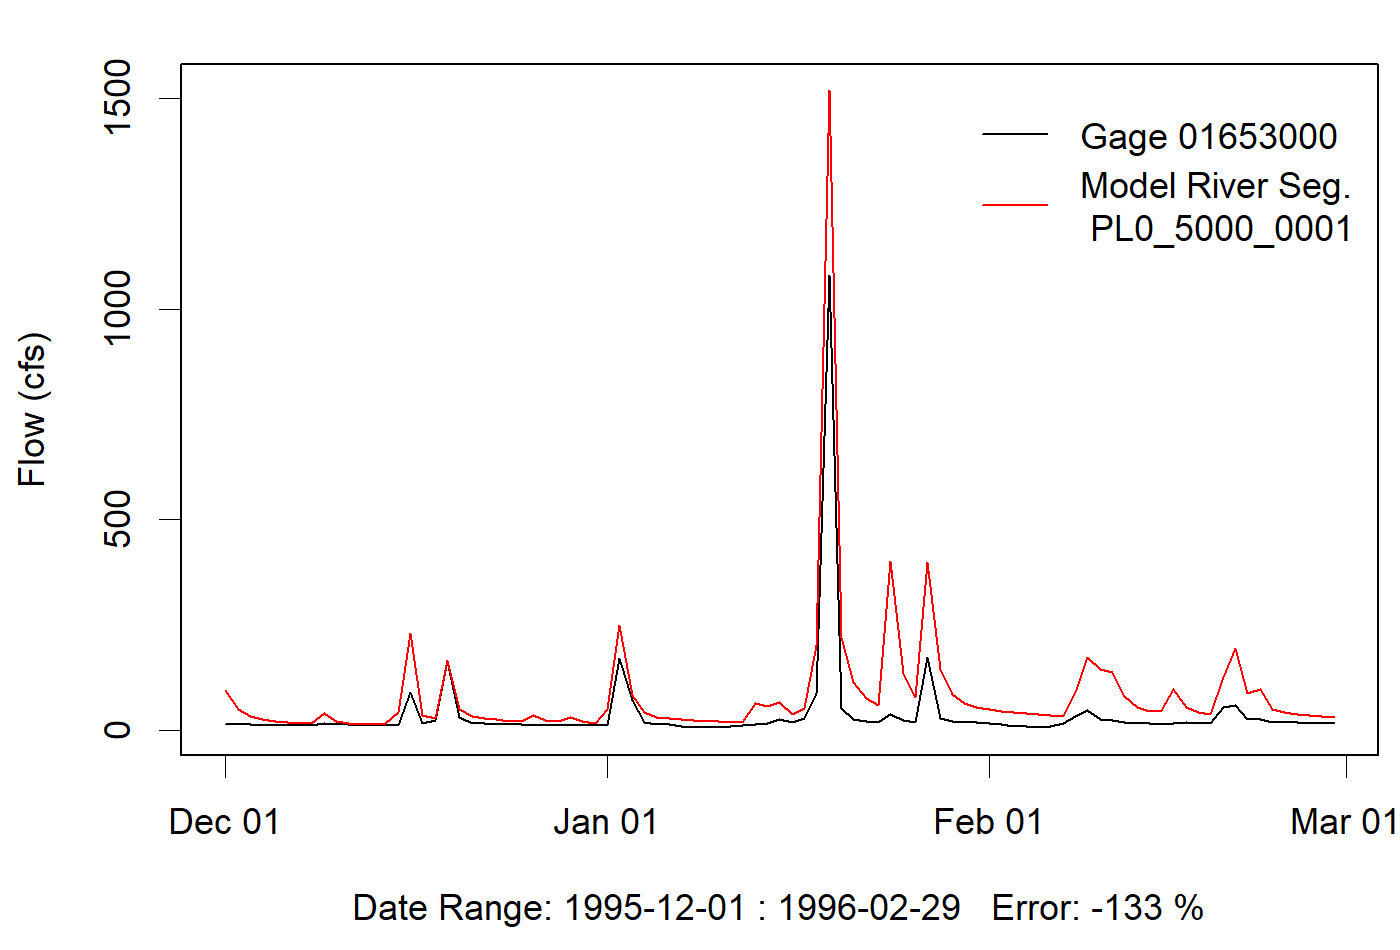 1500
1000
500
0
Flow (cfs)
Gage 01653000
Model River Seg.
PL0_5000_0001
Dec 01 Jan 01 Feb 01 Mar 01
Date Range: 1995-12-01 : 1996-02-29 Error: -133 %